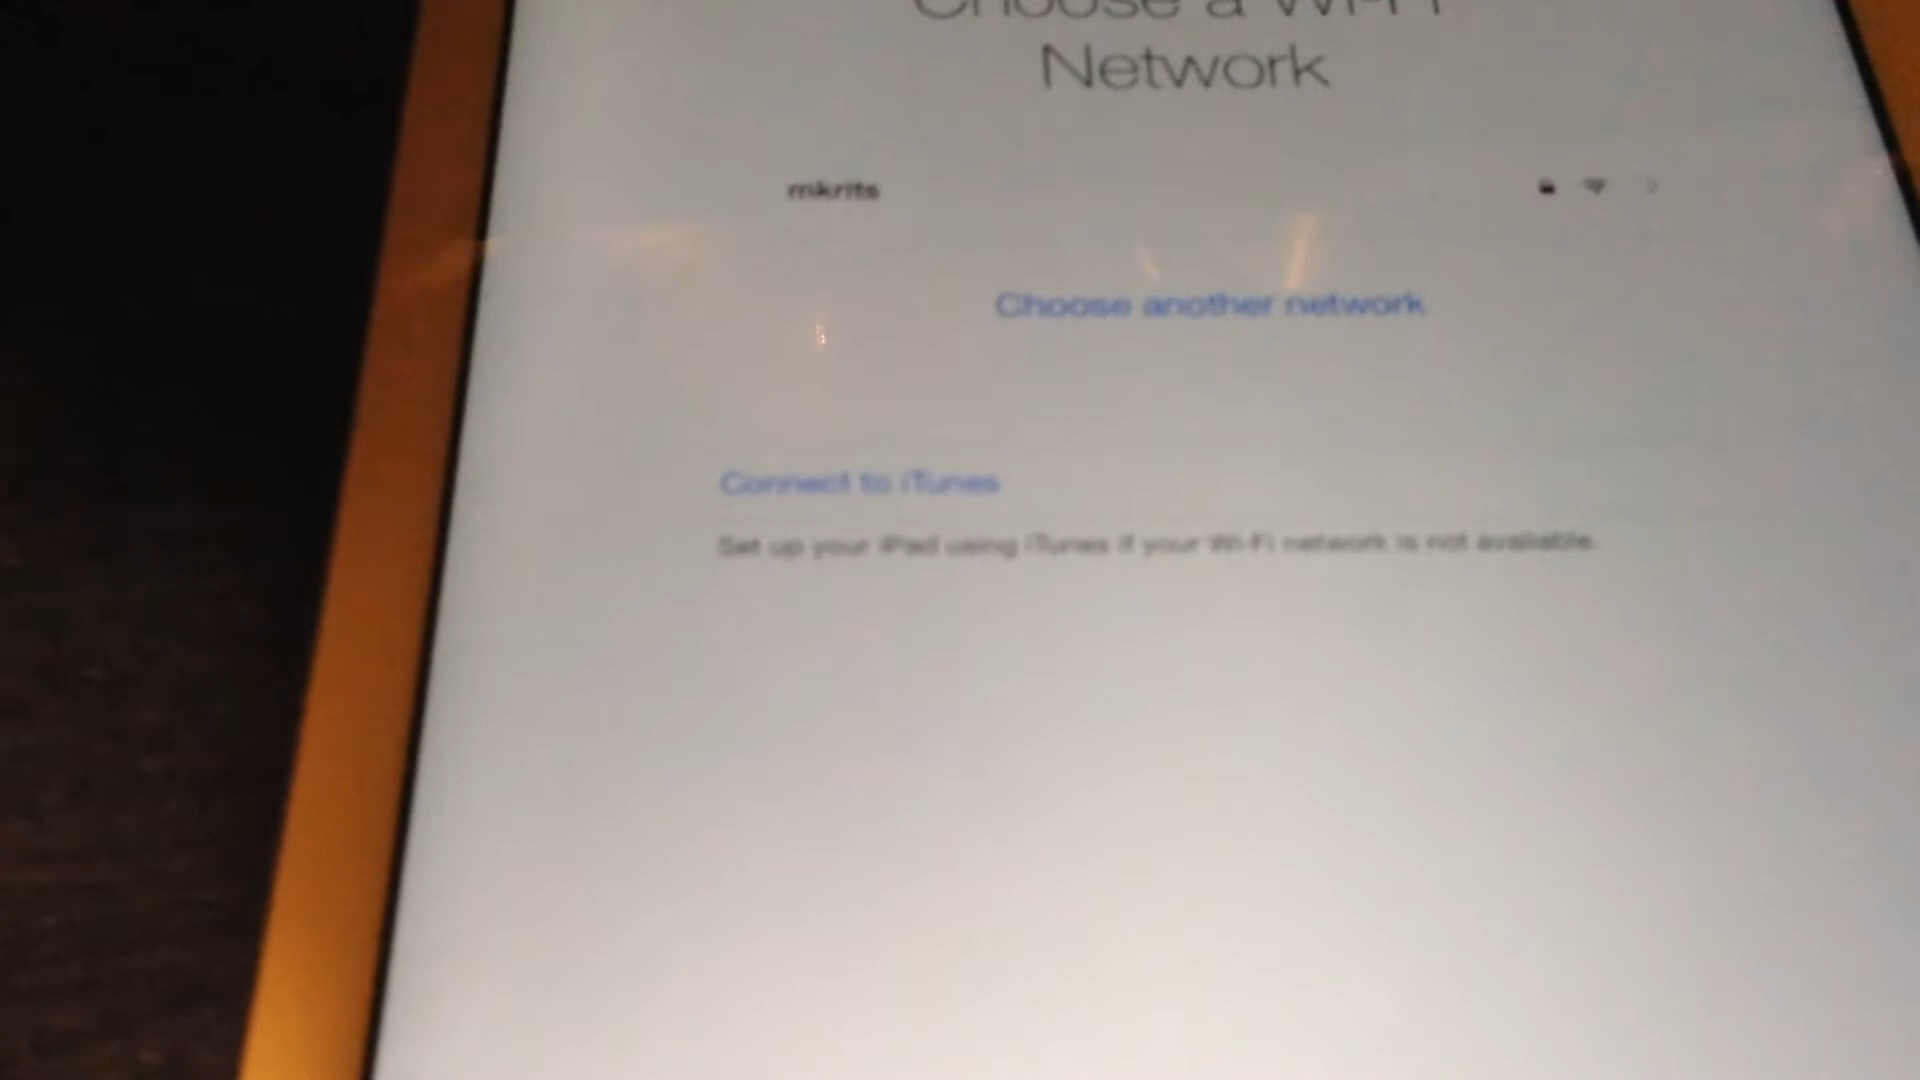 Choose a Wi-Fi
Network
mkrits
Choose another network
Connect to iTunes
Set up your iPad using iTunes if your Wi-Fi network is not available.